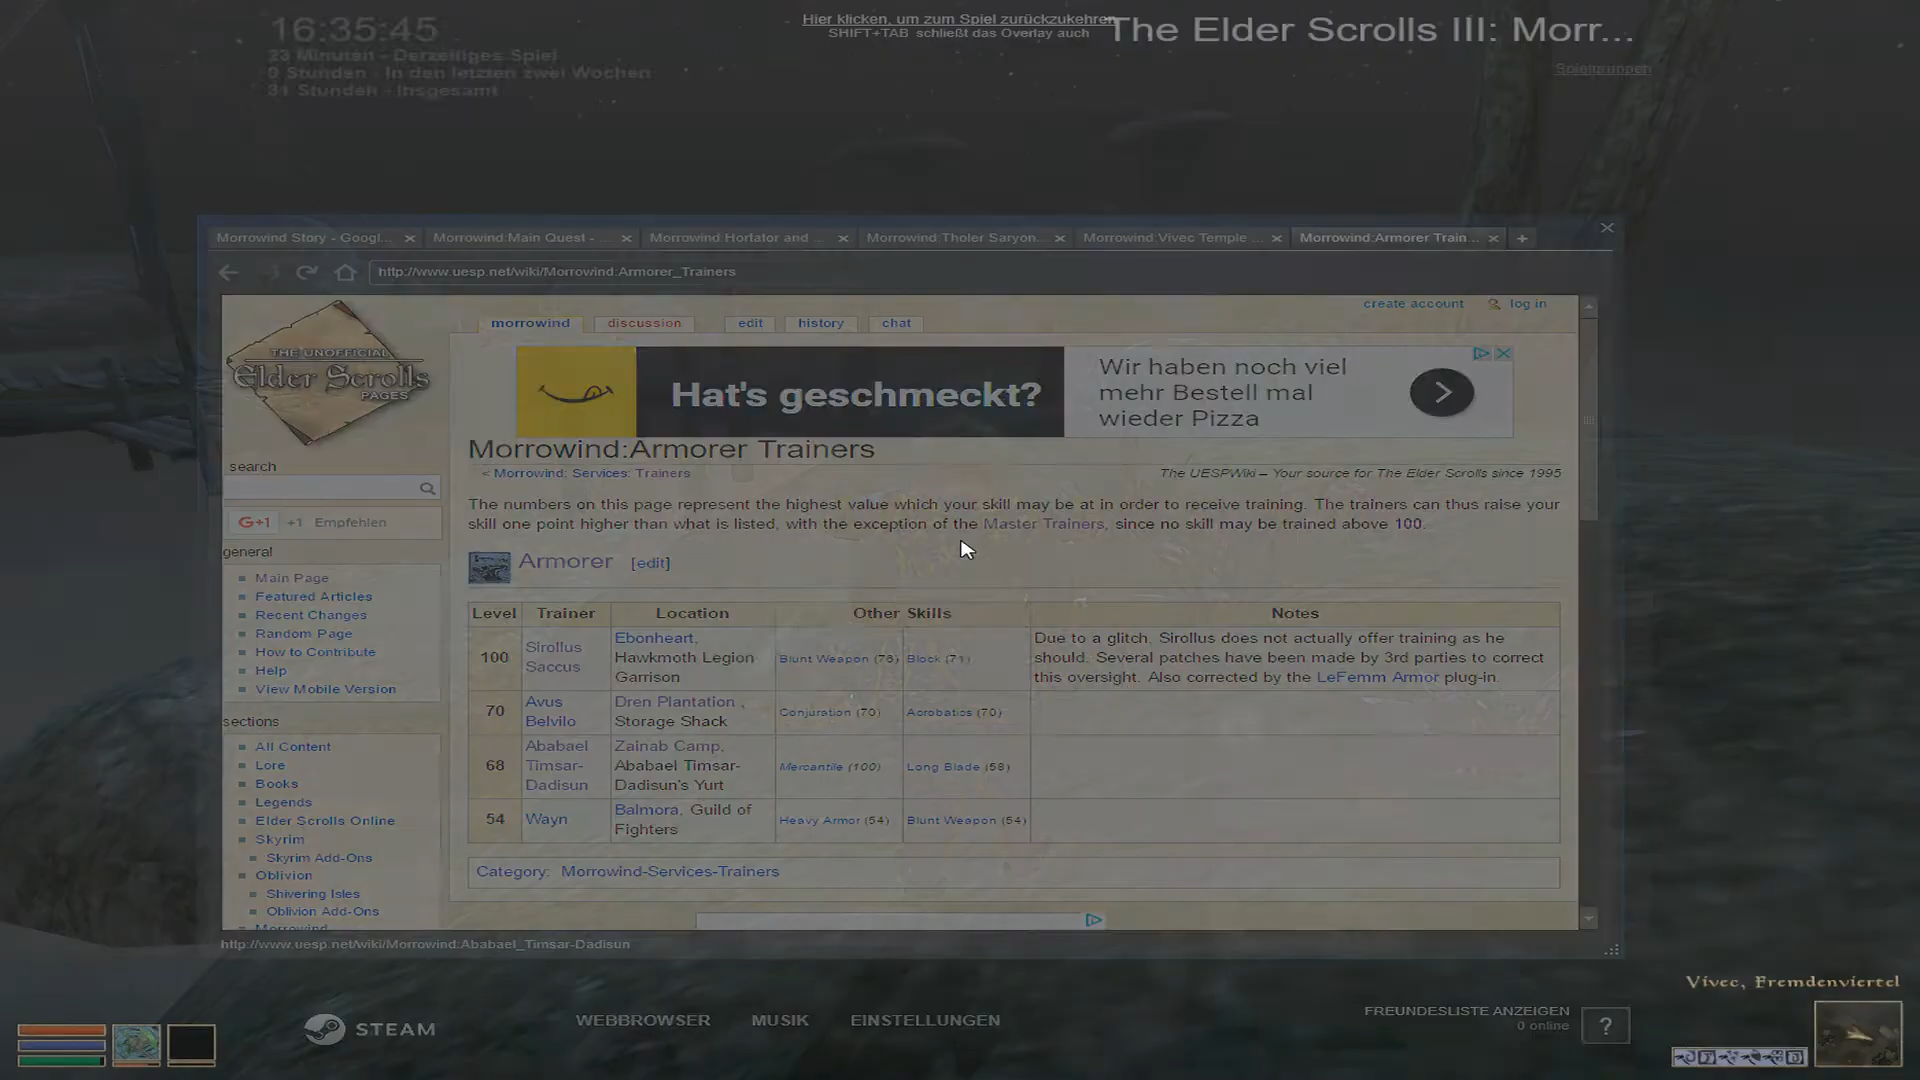 16:35:45
23 Minuten - Derzeitiges Spiel
0 Stunden - In den letzten zwei Wochen
31 Stunden - Insgesamt
Hier klicken, um zum Spiel zurückzukehren
SHIFT+TAB schließt das Overlay auch
The Elder Scrolls III: Morr...
Spielgruppen
Morrowind Story - Googl...
Morrowind:Main Quest - ...
Morrowind:Hortator and ...
Morrowind:Tholer Saryon...
Morrowind:Vivec Temple ...
Morrowind:Armorer Train...
http://www.uesp.net/wiki/Morrowind:Armorer_Trainers
create account
log in
THE UNOFFICIAL
Elder Scrolls
PAGES
morrowind
discussion
edit
history
chat
Hat's geschmeckt?
Wir haben noch viel
mehr Bestell mal
wieder Pizza
Morrowind:Armorer Trainers
< Morrowind: Services: Trainers
The UESPWiki – Your source for The Elder Scrolls since 1995
The numbers on this page represent the highest value which your skill may be at in order to receive training. The trainers can thus raise your
skill one point higher than what is listed, with the exception of the Master Trainers, since no skill may be trained above 100.
Armorer [edit]
Level Trainer Location Other Skills Notes
100
Sirollus
Saccus
Ebonheart,
Hawkmoth Legion
Garrison
Blunt Weapon (76)
Block (71)
Due to a glitch, Sirollus does not actually offer training as he
should. Several patches have been made by 3rd parties to correct
this oversight. Also corrected by the LeFemm Armor plug-in.
70
Avus
Belvilo
Dren Plantation ,
Storage Shack
Conjuration (70)
Acrobatics (70)
68
Ababael
Timsar-
Dadisun
Zainab Camp,
Ababael Timsar-
Dadisun's Yurt
Mercantile (100)
Long Blade (58)
54
Wayn
Balmora, Guild of
Fighters
Heavy Armor (54)
Blunt Weapon (54)
Category: Morrowind-Services-Trainers
search
G+1 +1 Empfehlen
general
Main Page
Featured Articles
Recent Changes
Random Page
How to Contribute
Help
View Mobile Version
sections
All Content
Lore
Books
Legends
Elder Scrolls Online
Skyrim
Skyrim Add-Ons
Oblivion
Shivering Isles
Oblivion Add-Ons
Morrowind
http://www.uesp.net/wiki/Morrowind:Ababael_Timsar-Dadisun
STEAM
WEBBROWSER
MUSIK
EINSTELLUNGEN
FREUNDESLISTE ANZEIGEN
0 online
?
Vivec, Fremdenviertel